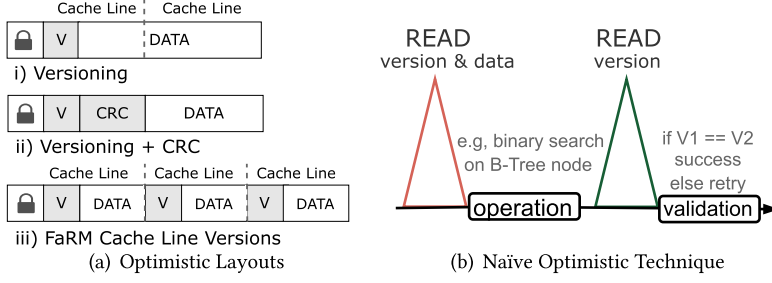 Cache Line Cache Line
V DATA
i) Versioning
V CRC DATA
ii) Versioning + CRC
Cache Line Cache Line Cache Line
V DATA V DATA V DATA
iii) FaRM Cache Line Versions
(a) Optimistic Layouts
READ
version & data
READ
version
e.g, binary search
on B-Tree node
if V1 == V2
success
else retry
operation
validation
(b) Naïve Optimistic Technique